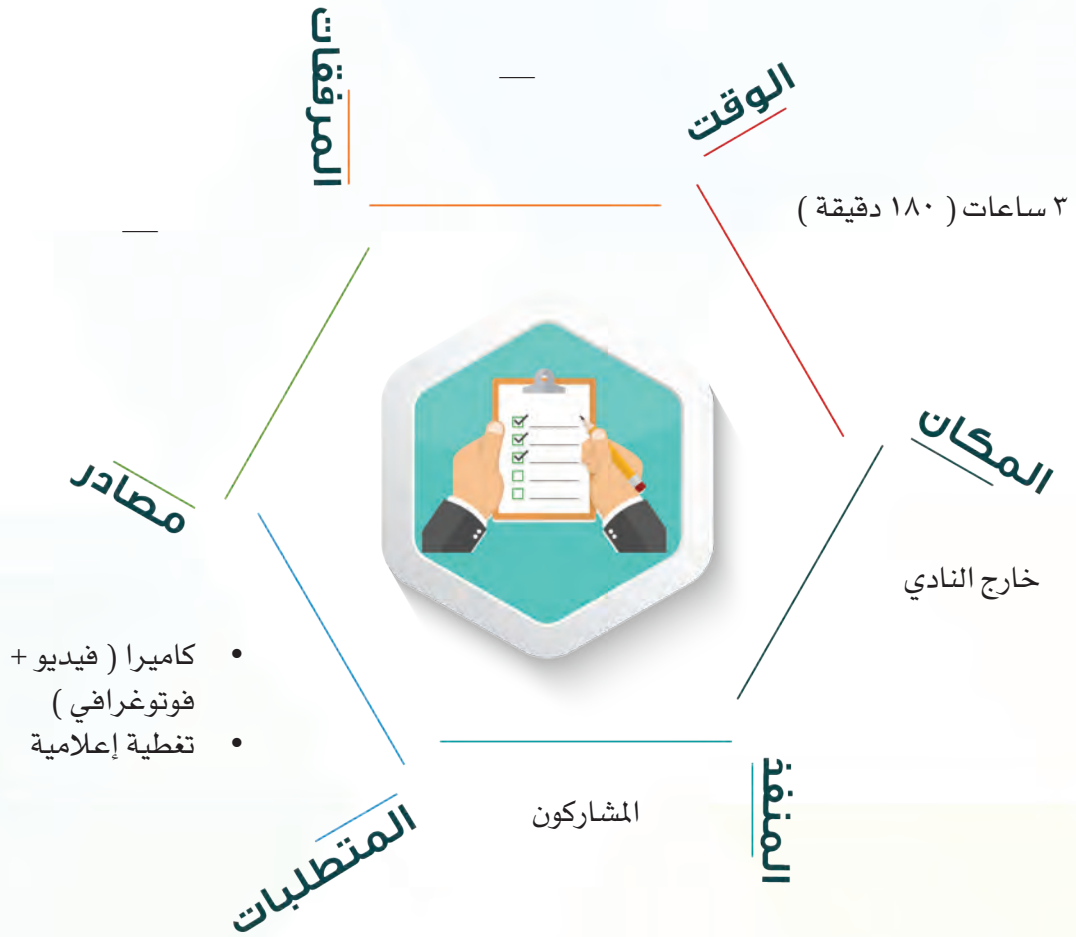 الوقت
٣ ساعات ( ١٨٠ دقيقة )
المكان
خارج النادي
المنفذ
المشاركون
المتطلبات
• كاميرا ( فيديو +
فوتوغرافي )
• تغطية إعلامية
مصادر
—
المرفقات
—